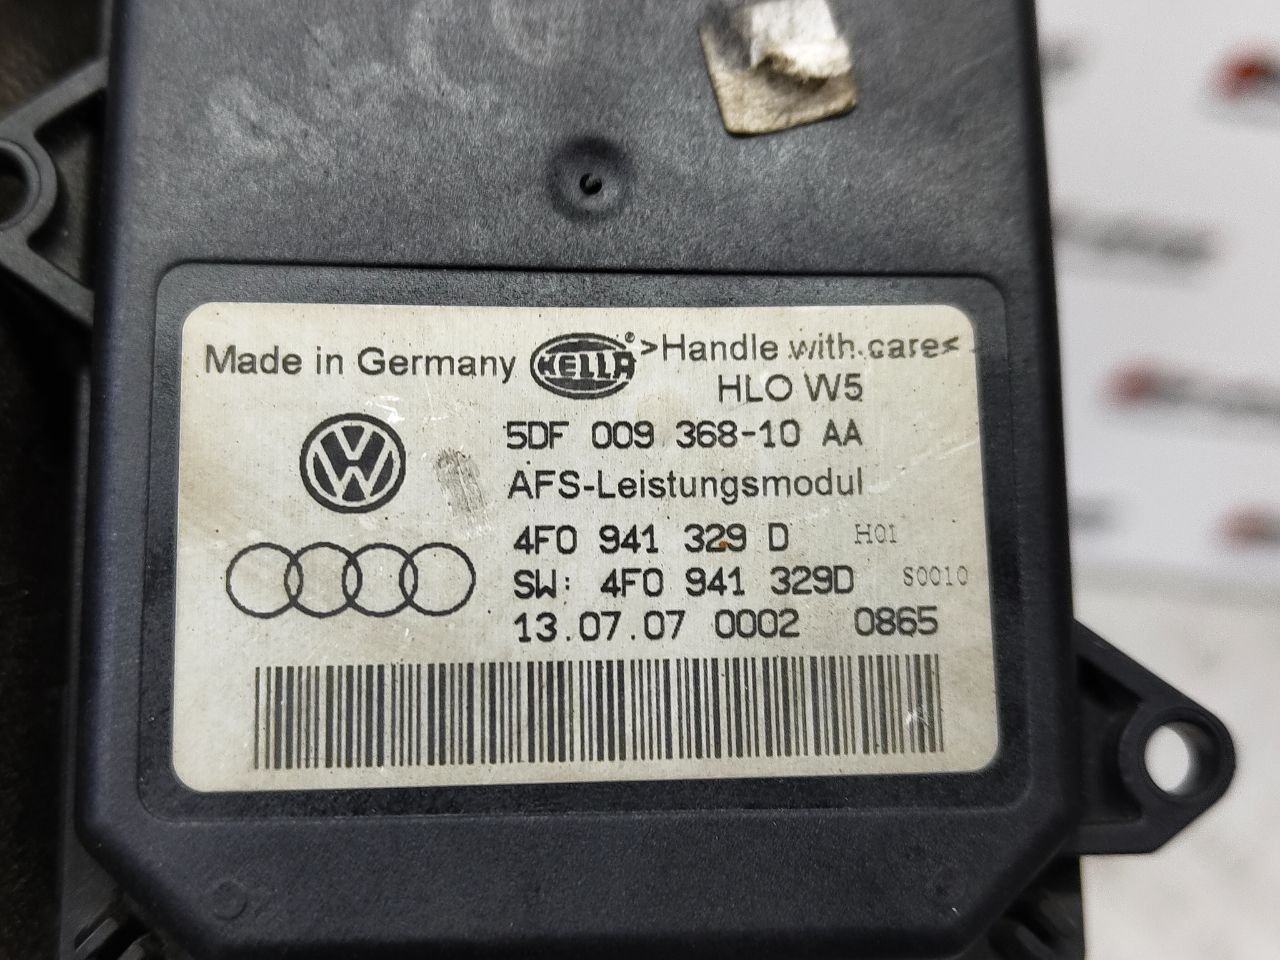 Made in Germany HELLA® >Handle with care<
HLO W5
5DF 009 368-10 AA
AFS-Leistungsmodul
4F0 941 329 D H01
SW: 4F0 941 329D S0010
13.07.07 0002 0865